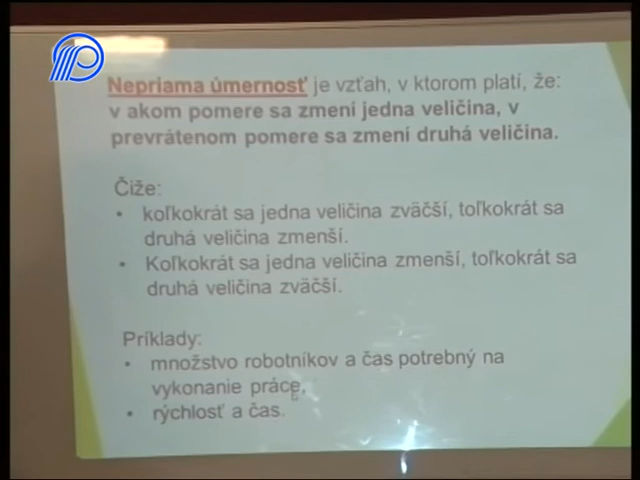 Nepriama úmernosť je vzťah, v ktorom platí, že:
v akom pomere sa zmení jedna veličina, v
prevrátenom pomere sa zmení druhá veličina.
Čiže:
• koľkokrát sa jedna veličina zväčší, toľkokrát sa
druhá veličina zmenší.
• Koľkokrát sa jedna veličina zmenší, toľkokrát sa
druhá veličina zväčší.
Príklady:
• množstvo robotníkov a čas potrebný na
vykonanie práce,
• rýchlosť a čas.